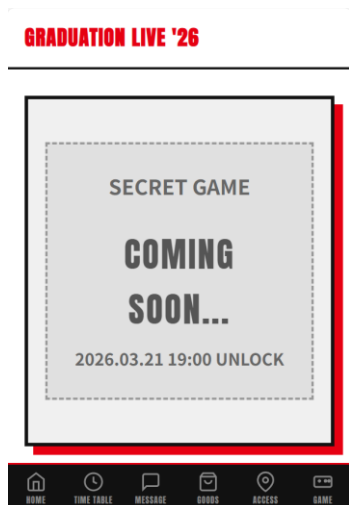 GRADUATION LIVE '26
SECRET GAME
COMING
SOON...
2026.03.21 19:00 UNLOCK
HOME
TIME TABLE
MESSAGE
GOODS
ACCESS
GAME